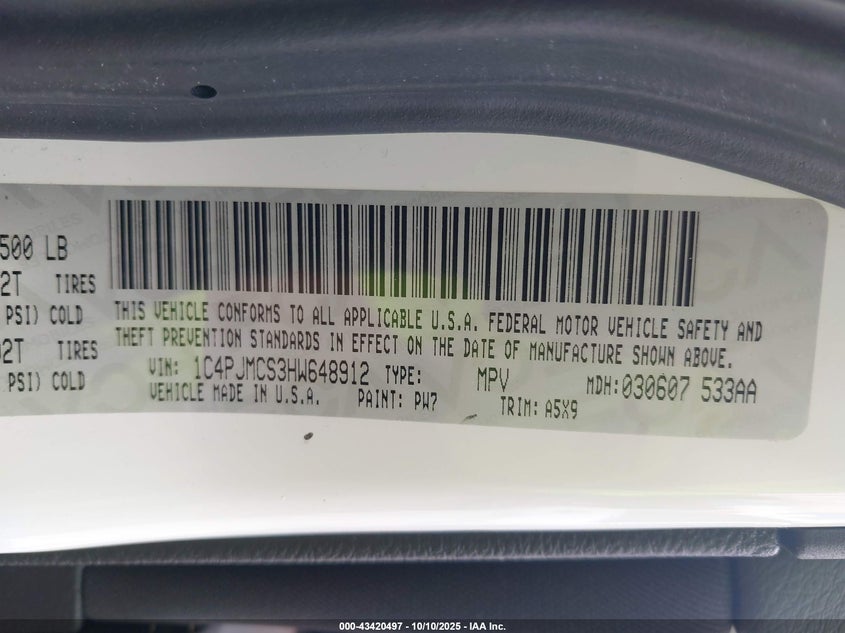 500 LB
2T TIRES
PSI) COLD
02T TIRES
PSI) COLD
THIS VEHICLE CONFORMS TO ALL APPLICABLE U.S.A. FEDERAL MOTOR VEHICLE SAFETY AND
THEFT PREVENTION STANDARDS IN EFFECT ON THE DATE OF MANUFACTURE SHOWN ABOVE.
VIN: 1C4PJMCS3HW648912 TYPE: MPV MDH: 030607 533AA
VEHICLE MADE IN U.S.A. PAINT: PW7 TRIM: A5X9
000-43420497 - 10/10/2025 - IAA Inc.